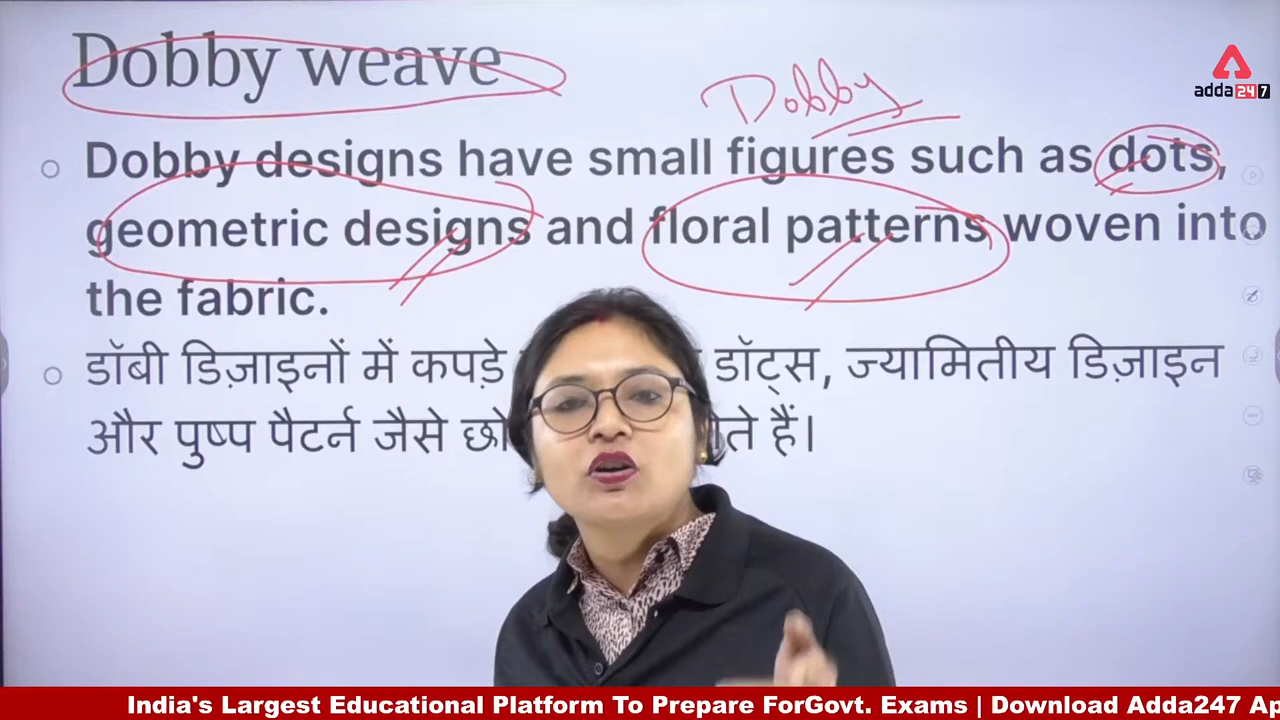 Dobby weave
Dobby
adda247
Dobby designs have small figures such as dots,
geometric designs and floral patterns woven into
the fabric.
डॉबी डिज़ाइनों में कपड़े डॉट्स, ज्यामितीय डिज़ाइन
और पुष्प पैटर्न जैसे हैं।
India's Largest Educational Platform To Prepare ForGovt. Exams | Download Adda247